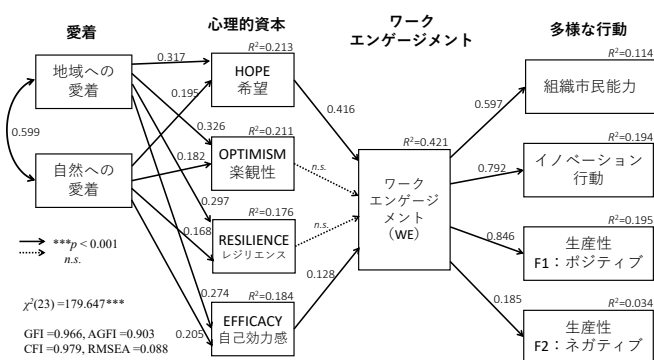 愛着
心理的資本
ワーク
エンゲージメント
多様な行動
地域への
愛着
自然への
愛着
0.599
0.317
0.195
0.326
0.182
0.297
0.168
0.274
0.205
R²=0.213
HOPE
希望
R²=0.211
OPTIMISM
楽観性
R²=0.176
RESILIENCE
レジリエンス
R²=0.184
EFFICACY
自己効力感
0.416
n.s.
n.s.
0.128
R²=0.421
ワーク
エンゲージ
メント
（WE）
0.597
0.792
0.846
0.185
R²=0.114
組織市民能力
R²=0.194
イノベーション
行動
R²=0.195
生産性
F1：ポジティブ
R²=0.034
生産性
F2：ネガティブ
***p < 0.001
n.s.
χ²(23) =179.647***
GFI =0.966, AGFI =0.903
CFI =0.979, RMSEA =0.088